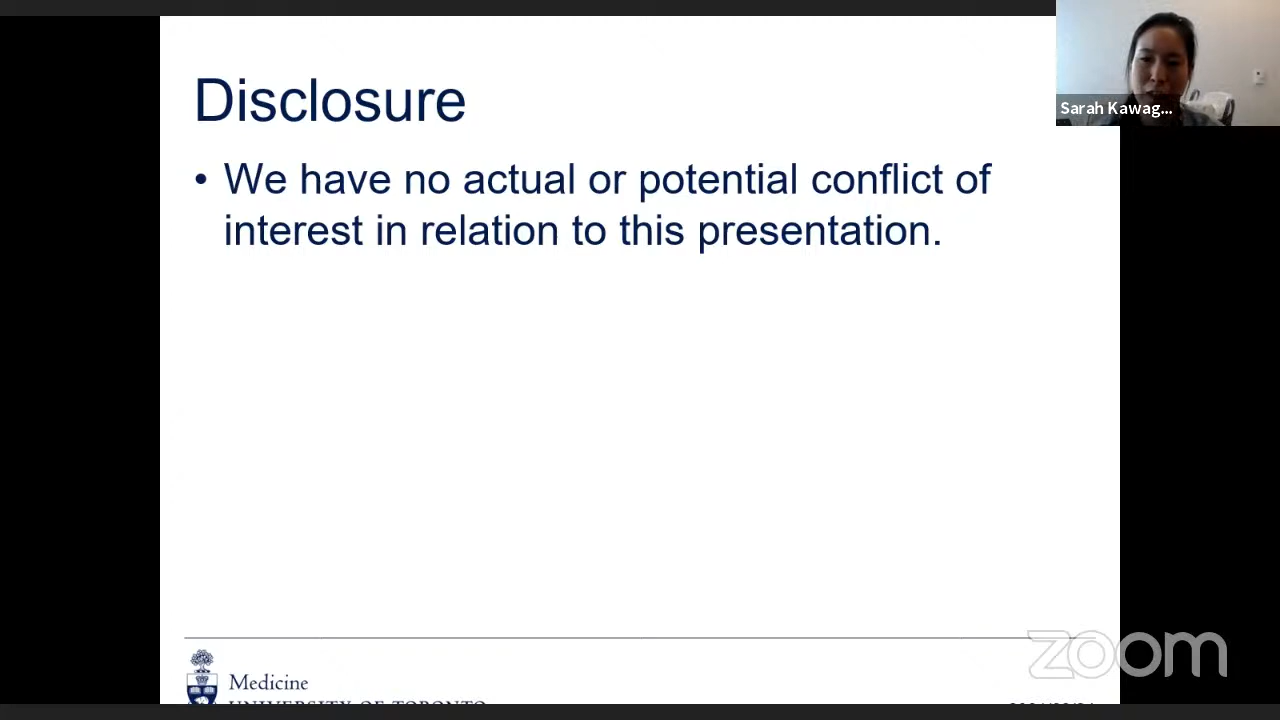 Disclosure
• We have no actual or potential conflict of
interest in relation to this presentation.
Sarah Kawag...
zoom
Medicine
UNIVERSITY OF TORONTO